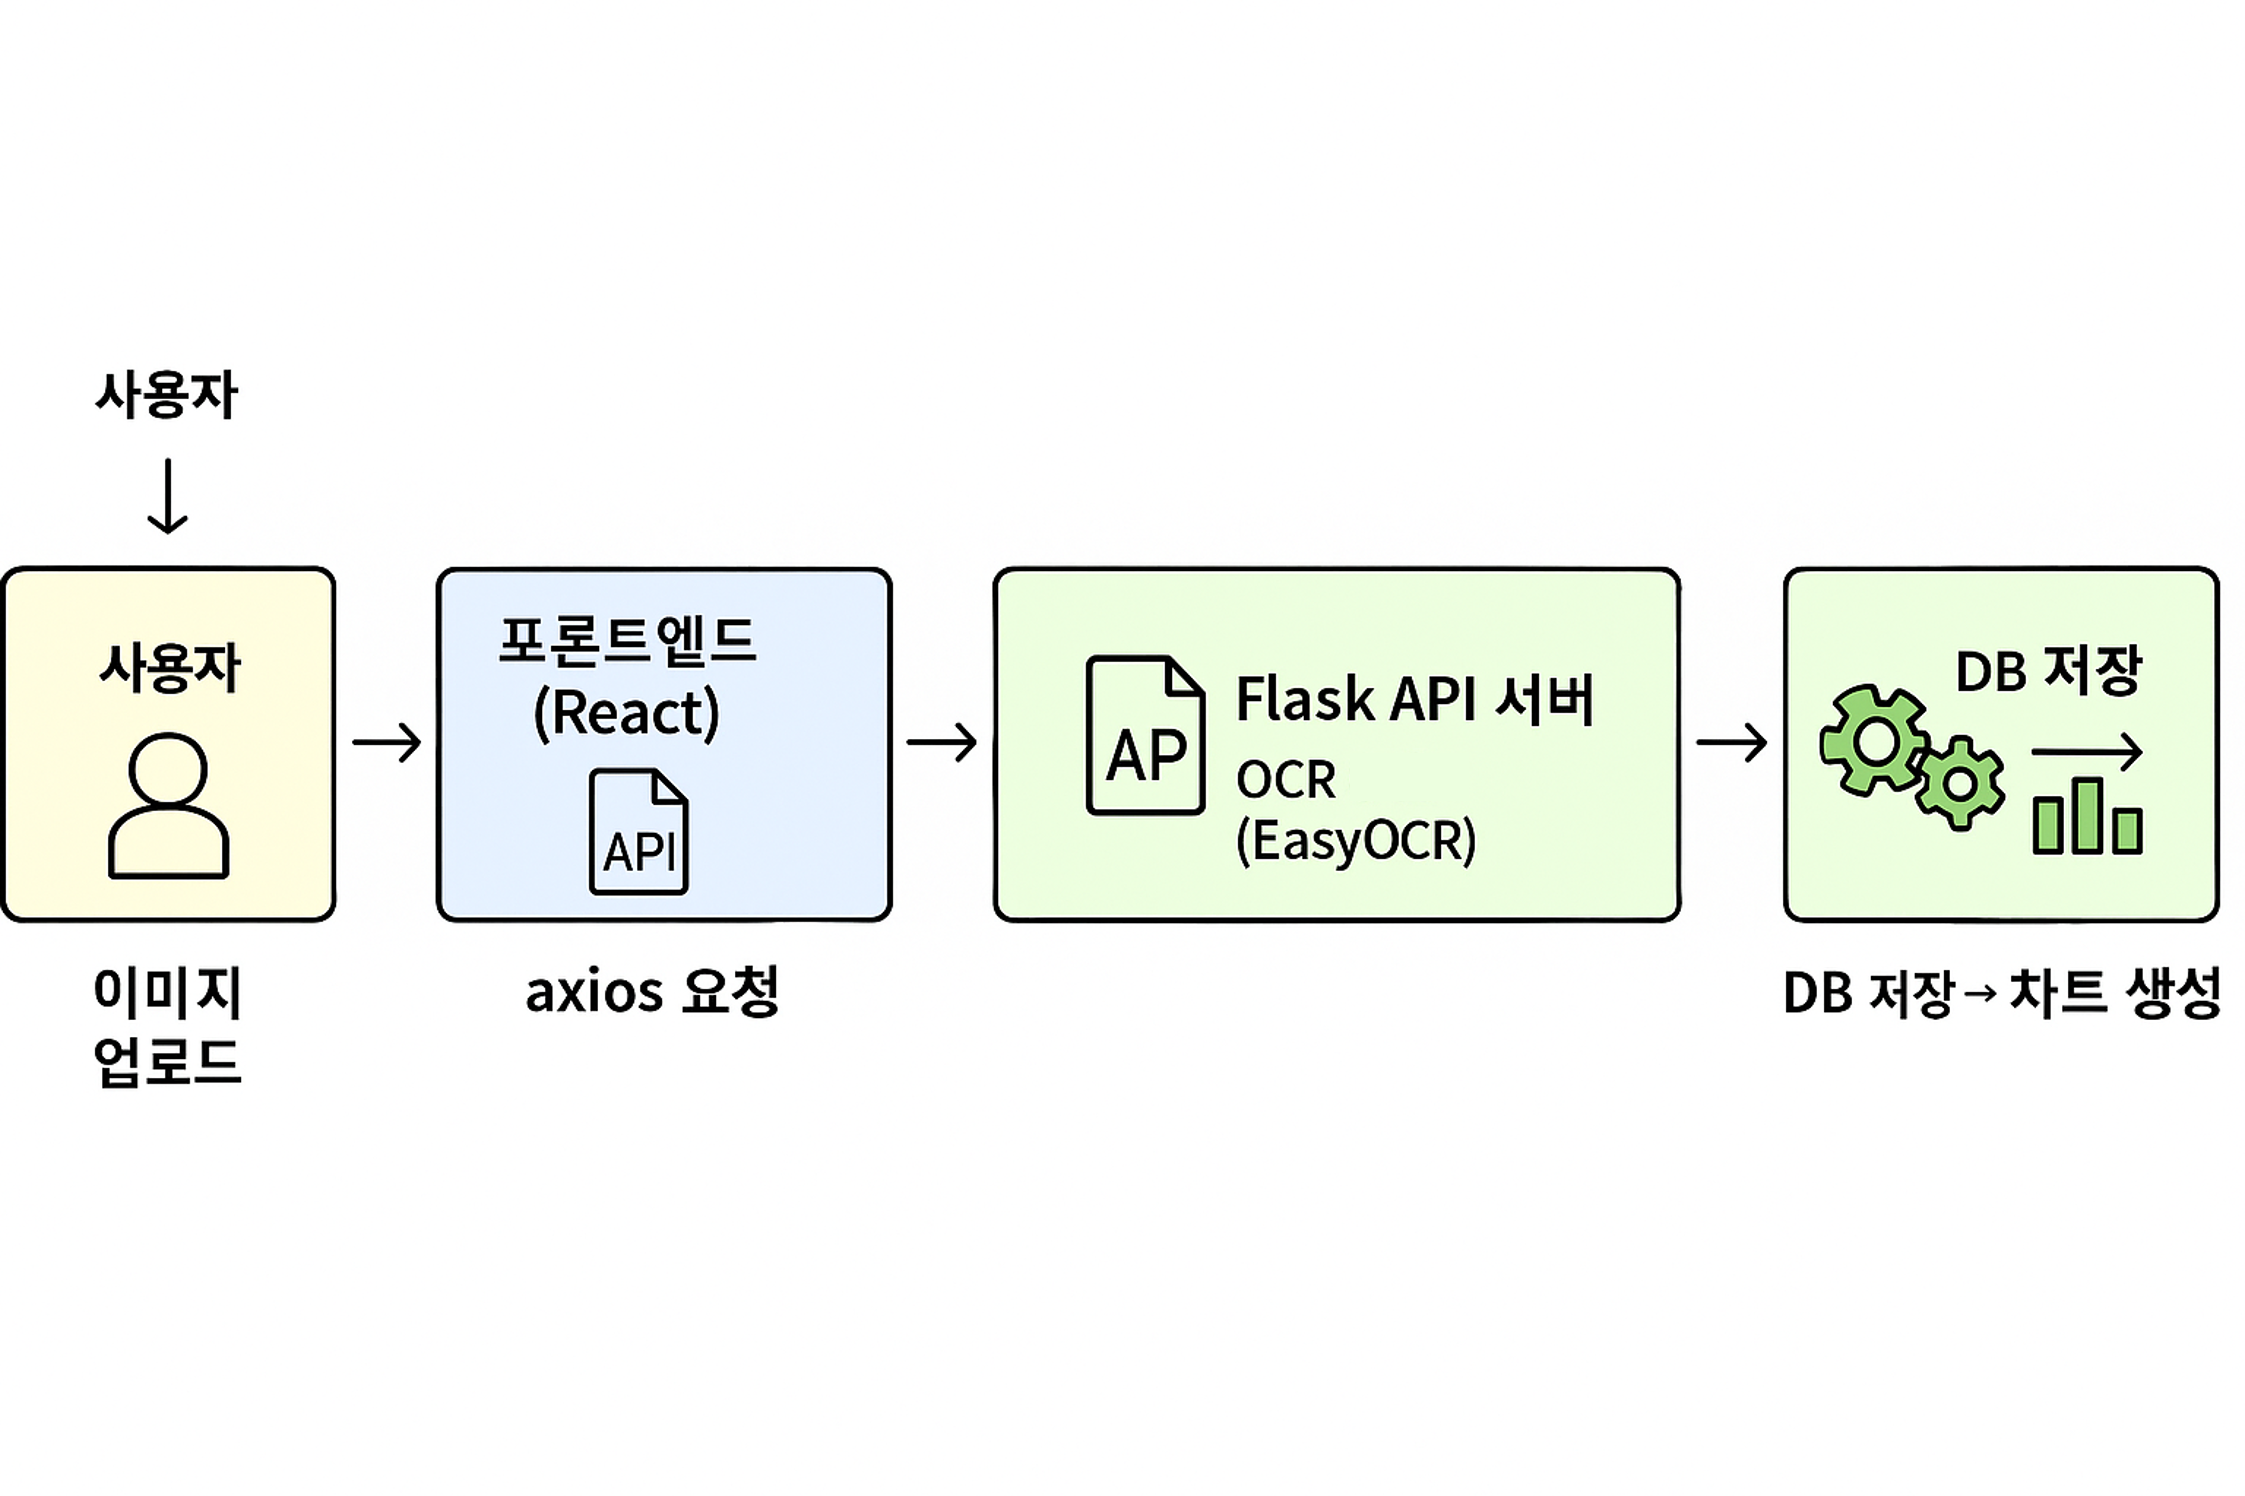 사용자
사용자
이미지
업로드
포론트엩드
(React)
API
axios 요청
AP
Flask API 서버
OCR
(EasyOCR)
DB 저장
DB 저장→차트 생성